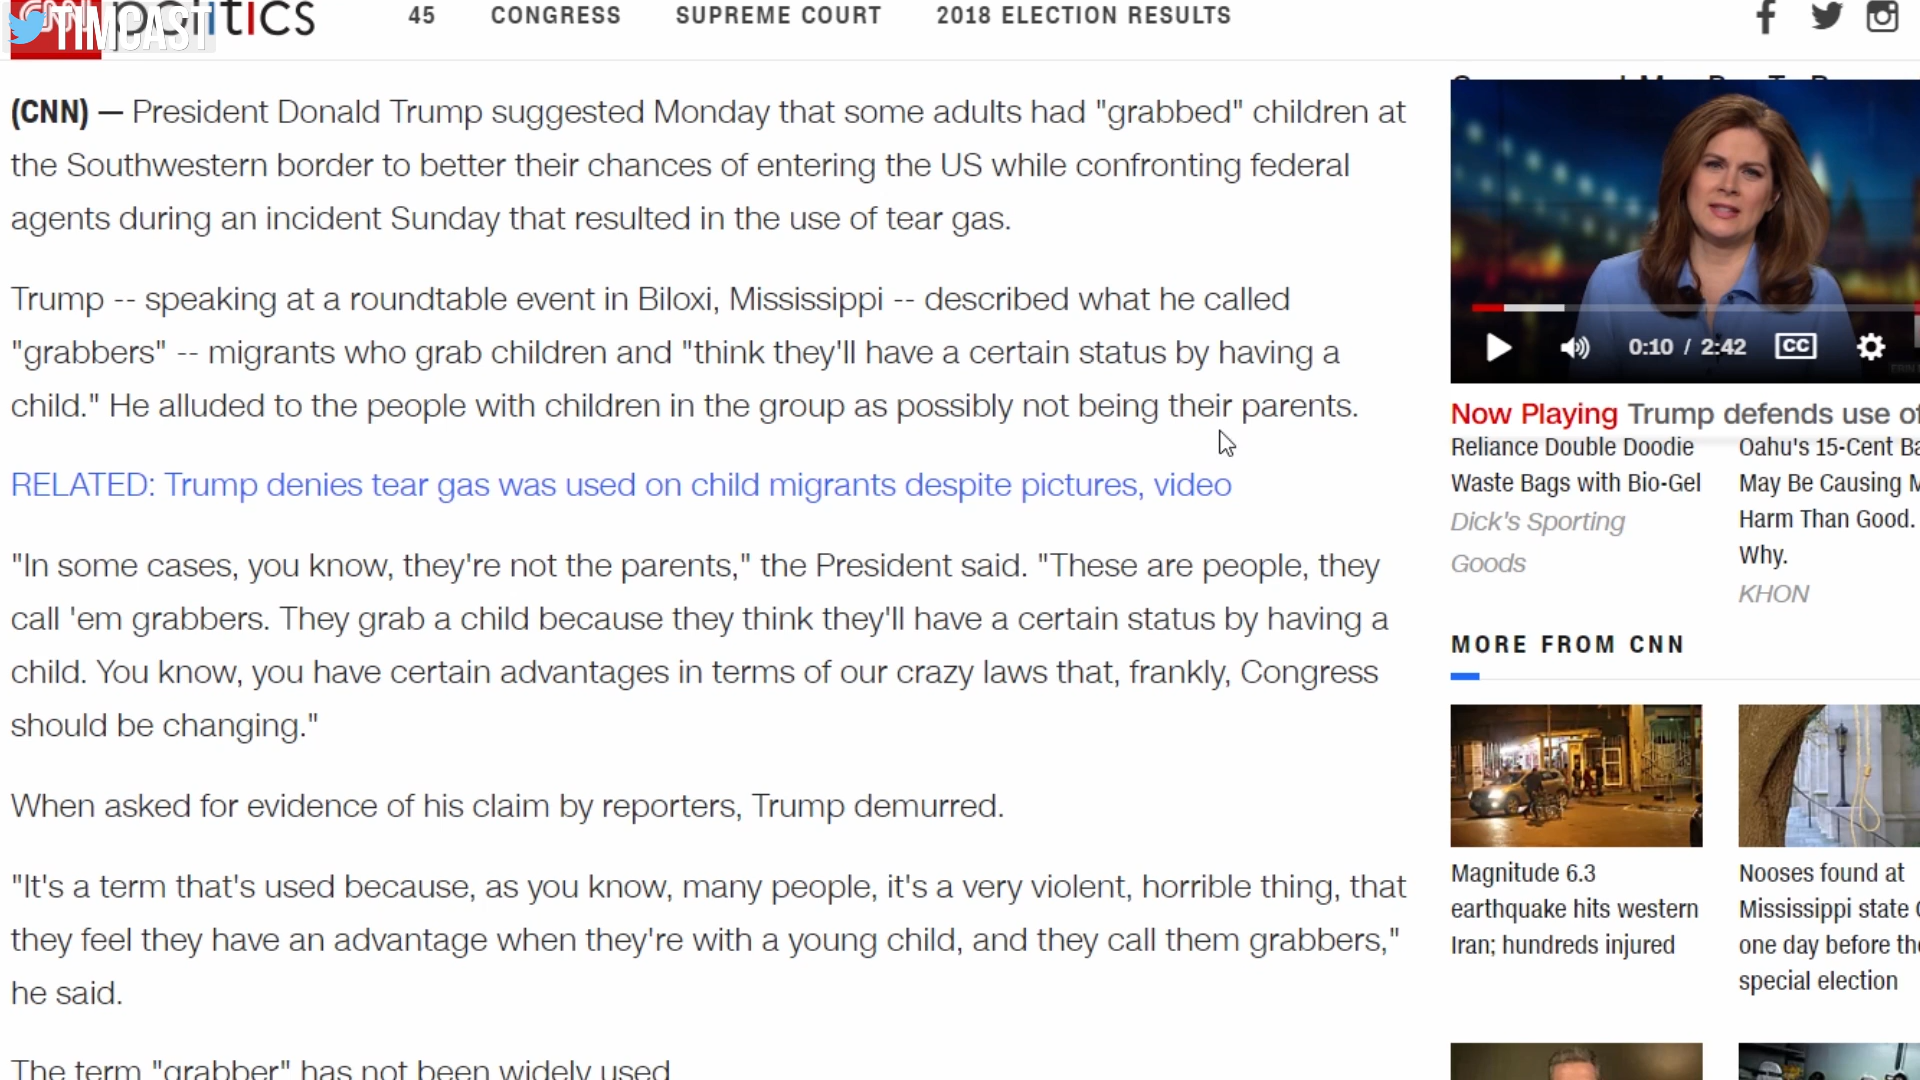 CNN politics
TIMCAST
45 CONGRESS SUPREME COURT 2018 ELECTION RESULTS
(CNN) — President Donald Trump suggested Monday that some adults had "grabbed" children at
the Southwestern border to better their chances of entering the US while confronting federal
agents during an incident Sunday that resulted in the use of tear gas.
Trump -- speaking at a roundtable event in Biloxi, Mississippi -- described what he called
"grabbers" -- migrants who grab children and "think they'll have a certain status by having a
child." He alluded to the people with children in the group as possibly not being their parents.
RELATED: Trump denies tear gas was used on child migrants despite pictures, video
"In some cases, you know, they're not the parents," the President said. "These are people, they
call 'em grabbers. They grab a child because they think they'll have a certain status by having a
child. You know, you have certain advantages in terms of our crazy laws that, frankly, Congress
should be changing."
When asked for evidence of his claim by reporters, Trump demurred.
"It's a term that's used because, as you know, many people, it's a very violent, horrible thing, that
they feel they have an advantage when they're with a young child, and they call them grabbers,"
he said.
The term "grabber" has not been widely used
0:10 / 2:42 CC
Now Playing Trump defends use of
Reliance Double Doodie
Waste Bags with Bio-Gel
Dick's Sporting
Goods
Oahu's 15-Cent Ba
May Be Causing M
Harm Than Good.
Why.
KHON
MORE FROM CNN
Magnitude 6.3
earthquake hits western
Iran; hundreds injured
Nooses found at
Mississippi state
one day before the
special election